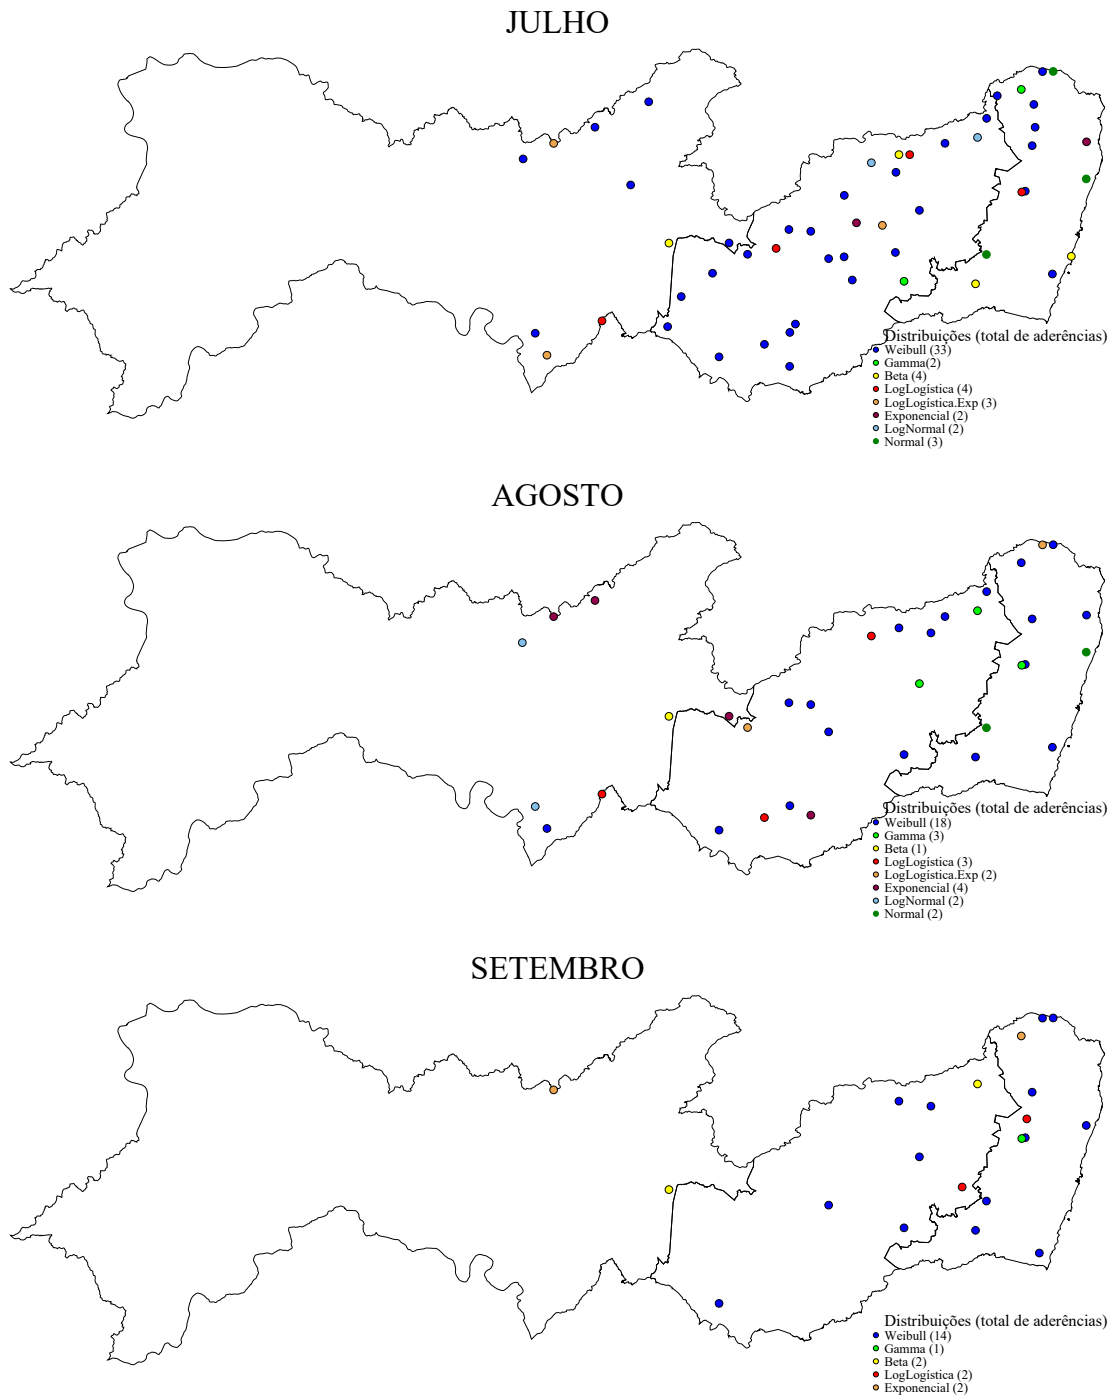 JULHO
Distribuições (total de aderências)
Weibull (33)
Gamma(2)
Beta (4)
LogLogística (4)
LogLogística.Exp (3)
Exponencial (2)
LogNormal (2)
Normal (3)
AGOSTO
Distribuições (total de aderências)
Weibull (18)
Gamma (3)
Beta (1)
LogLogística (3)
LogLogística.Exp (2)
Exponencial (4)
LogNormal (2)
Normal (2)
SETEMBRO
Distribuições (total de aderências)
Weibull (14)
Gamma (1)
Beta (2)
LogLogística (2)
Exponencial (2)